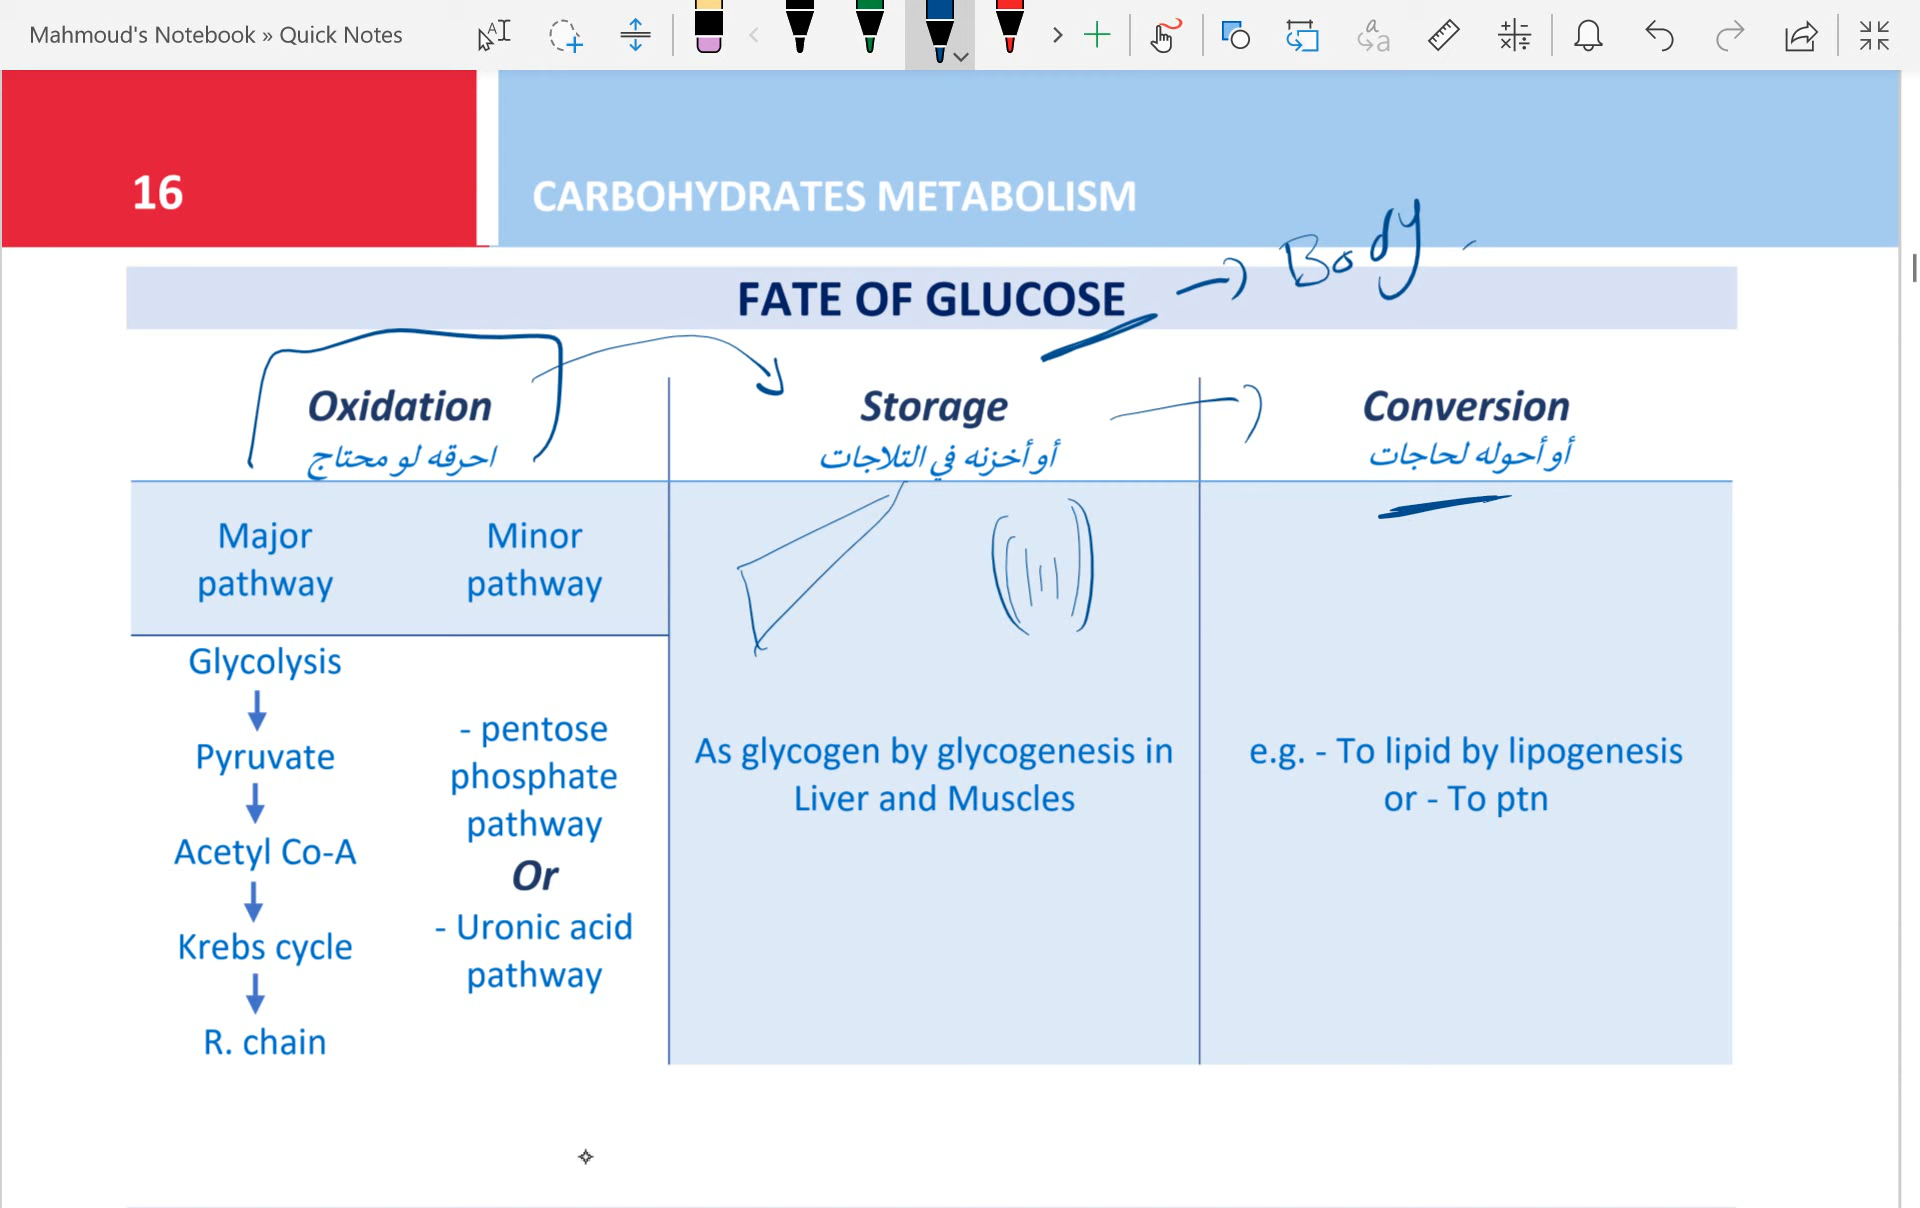 Mahmoud's Notebook » Quick Notes
16
CARBOHYDRATES METABOLISM
Body
FATE OF GLUCOSE
Oxidation
احرقه لو محتاج
Storage
أو أخزنه في التلاجات
Conversion
أو أحوله لحاجات
Major
pathway
Minor
pathway
Glycolysis
Pyruvate
Acetyl Co-A
Krebs cycle
R. chain
- pentose
phosphate
pathway
Or
- Uronic acid
pathway
As glycogen by glycogenesis in
Liver and Muscles
e.g. - To lipid by lipogenesis
or - To ptn